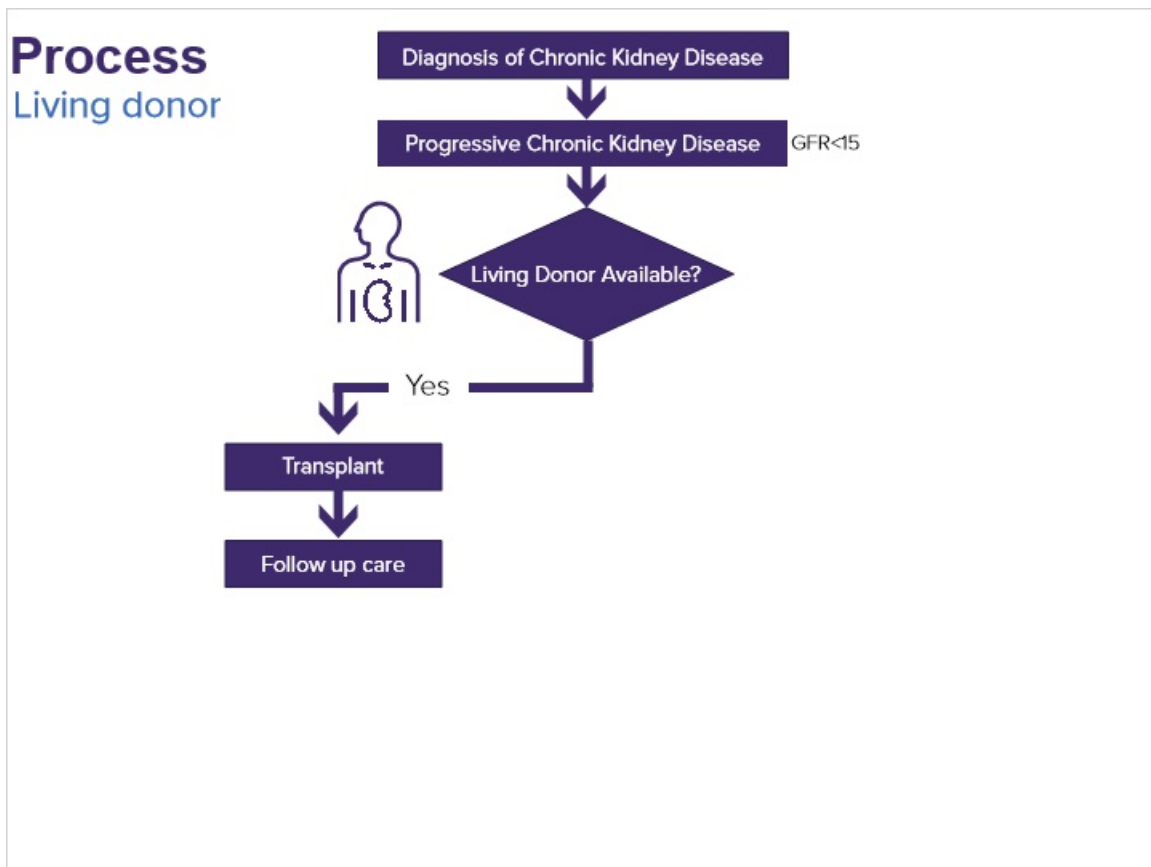 Process
Living donor
Diagnosis of Chronic Kidney Disease
Progressive Chronic Kidney Disease GFR<15
Living Donor Available?
Yes
Transplant
Follow up care